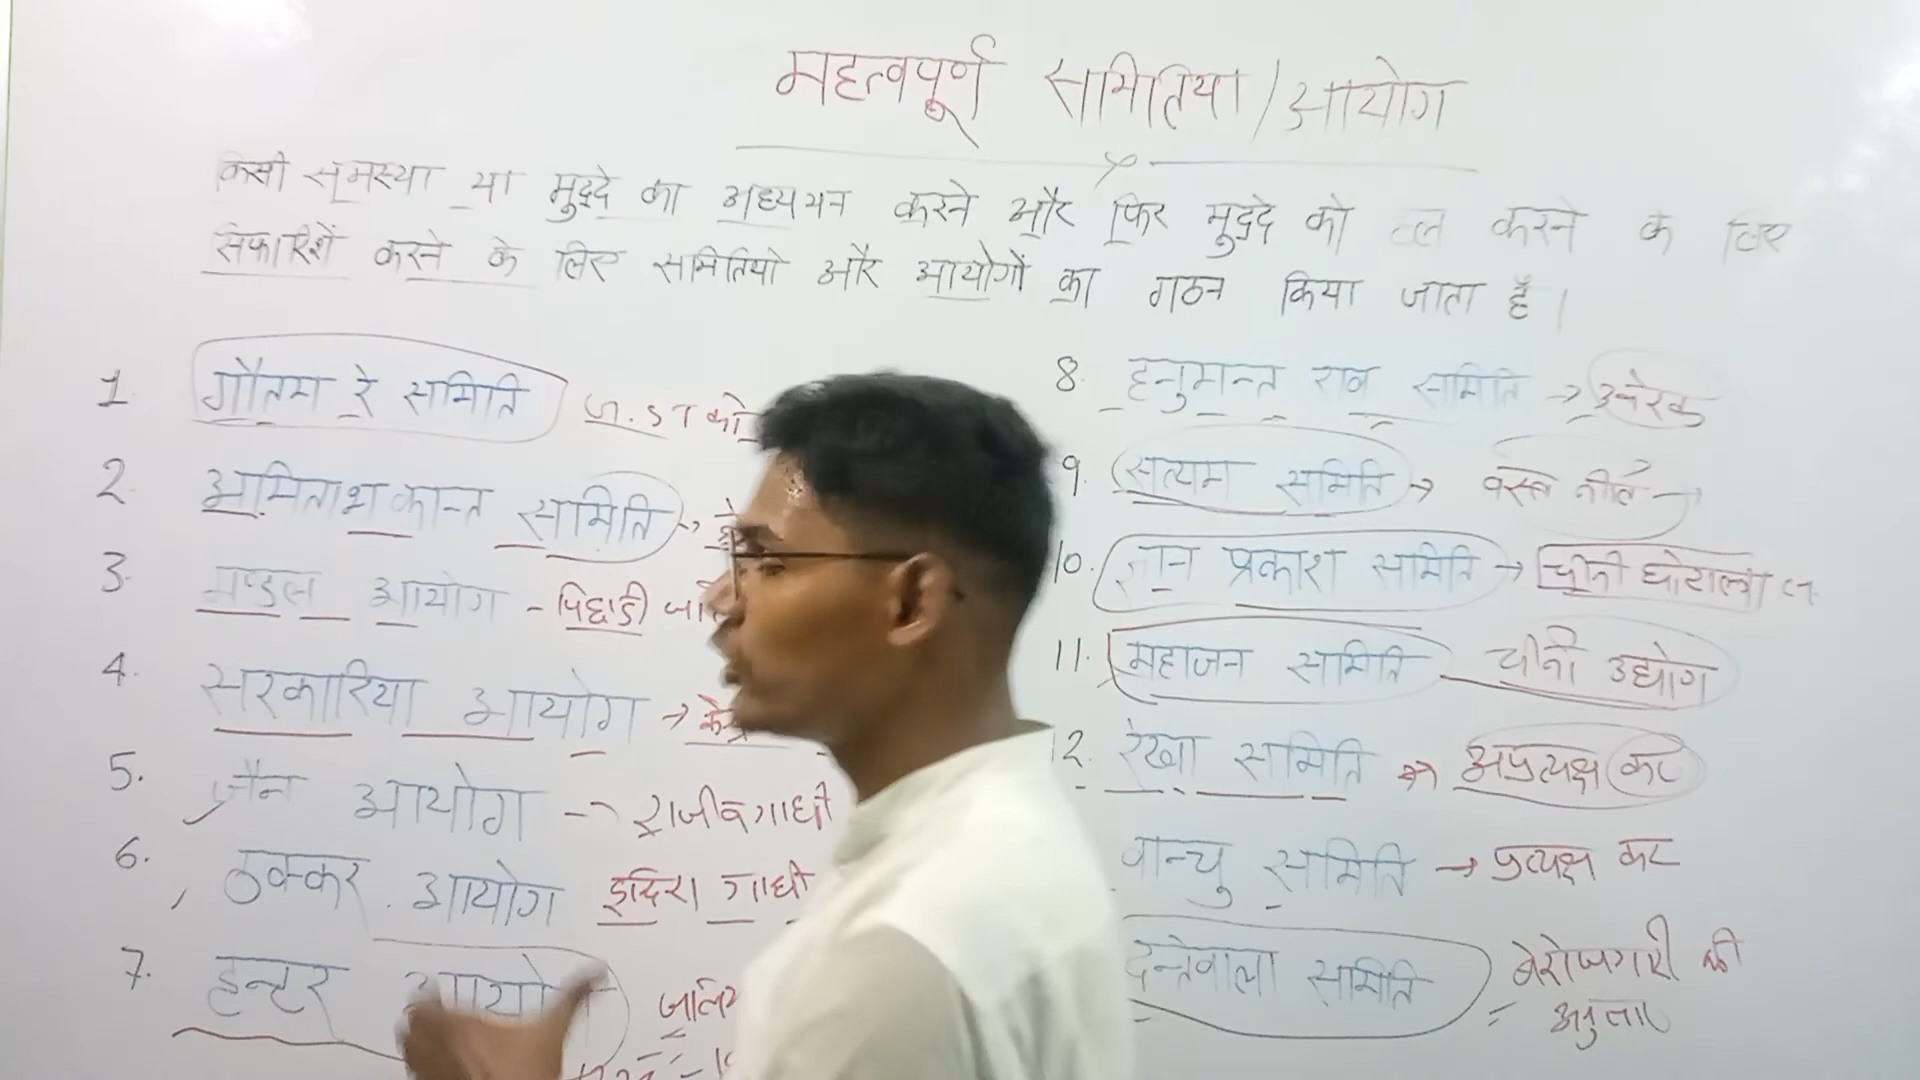 महत्वपूर्ण समितिया/आयोग
किसी समस्या या मुद्दे का अध्ययन करने और फिर मुद्दे को हल करने के लिए
सिफारिशें करने के लिए समितियो और आयोगों का गठन किया जाता है।
1 गौतम रे समिति को
2 अमिताभ कान्त समिति →
3. मण्डल आयोग - पिछाडी
4. सरकारिया आयोग →
5. जैन आयोग → राजीव गाधी
6. ठक्कर आयोग इंदिरा गाधी
7. हन्टर आयोग
8. हनुमन्त राव समिति → उर्वरक
9. सत्यम समिति → वस्त्र नीति
10. ज्ञान प्रकाश समिति → चीनी घोटाला
11. महाजन समिति चीनी उद्योग
12. रेखा समिति → अप्रत्यक्ष कर
वान्चु समिति → प्रत्यक्ष कर
दन्तेवाला समिति = बेरोजगारी की